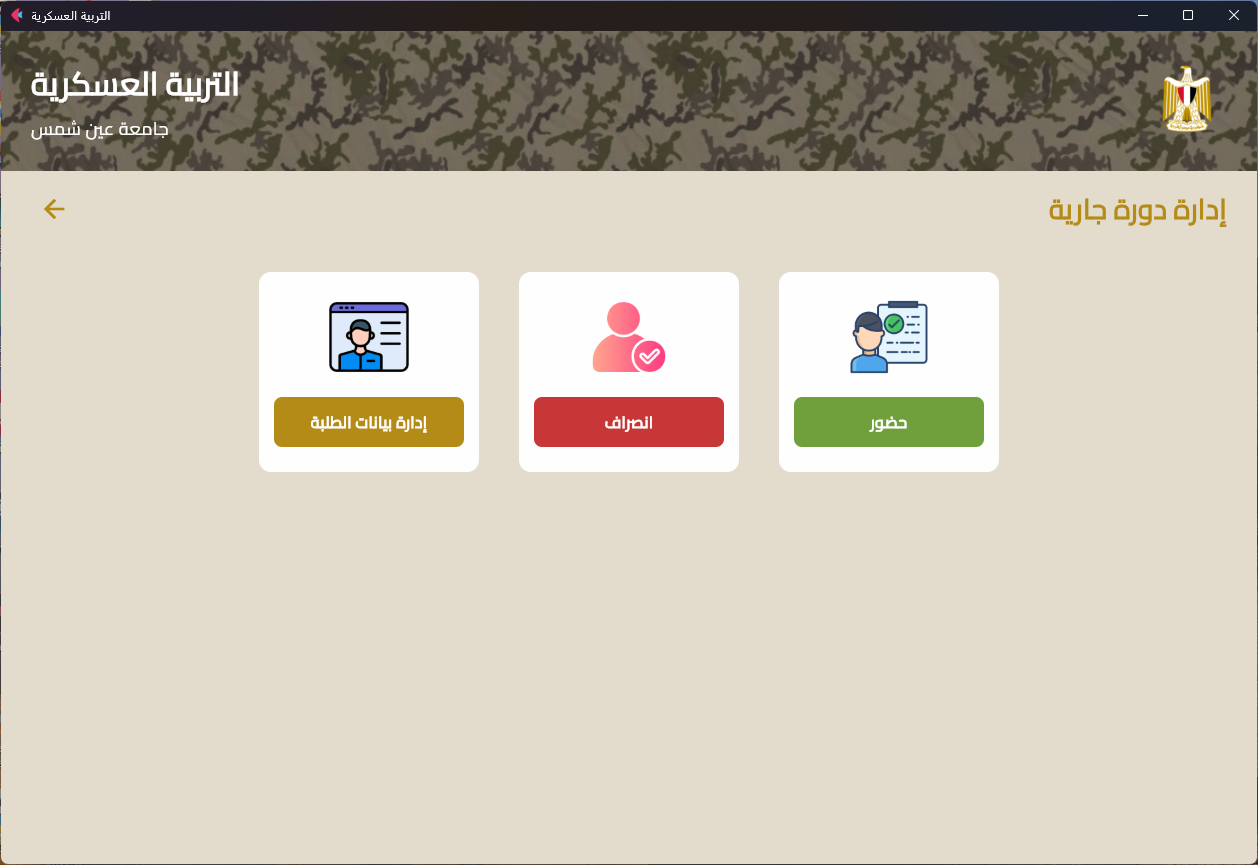 التربية العسكرية
التربية العسكرية
جامعة عين شمس
إدارة دورة جارية
حضور
انصراف
إدارة بيانات الطلبة